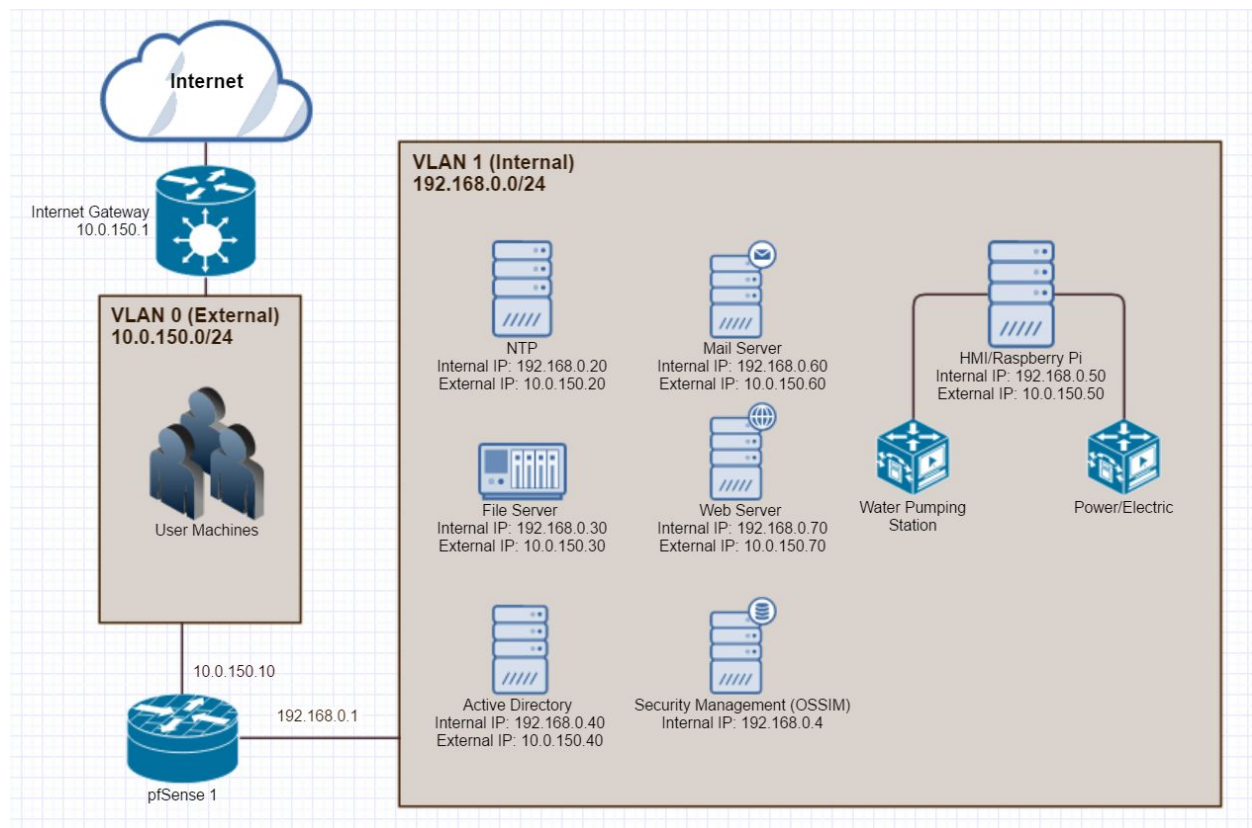 Internet
Internet Gateway
10.0.150.1
VLAN 0 (External)
10.0.150.0/24
User Machines
10.0.150.10
192.168.0.1
pfSense 1
VLAN 1 (Internal)
192.168.0.0/24
NTP
Internal IP: 192.168.0.20
External IP: 10.0.150.20
Mail Server
Internal IP: 192.168.0.60
External IP: 10.0.150.60
HMI/Raspberry Pi
Internal IP: 192.168.0.50
External IP: 10.0.150.50
File Server
Internal IP: 192.168.0.30
External IP: 10.0.150.30
Web Server
Internal IP: 192.168.0.70
External IP: 10.0.150.70
Water Pumping
Station
Power/Electric
Active Directory
Internal IP: 192.168.0.40
External IP: 10.0.150.40
Security Management (OSSIM)
Internal IP: 192.168.0.4